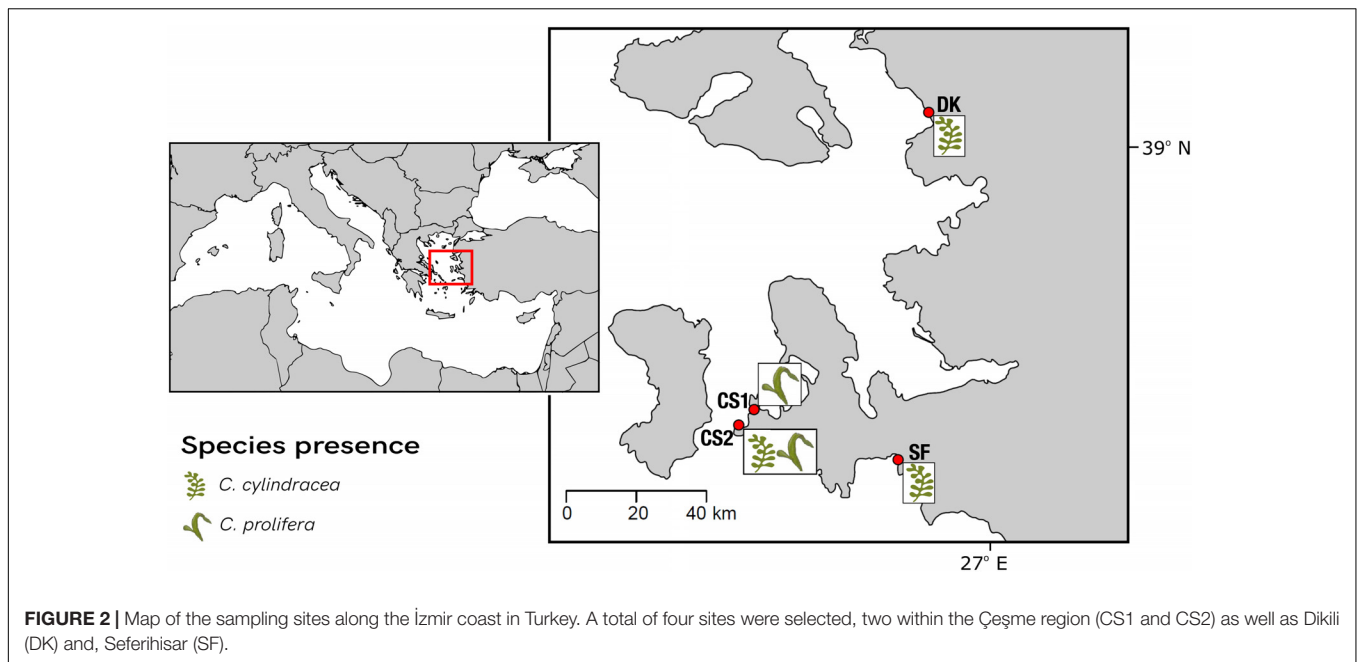 DK
39° N
CS1
CS2
SF
Species presence
C. cylindracea
C. prolifera
0 20 40 km
27° E
FIGURE 2 | Map of the sampling sites along the İzmir coast in Turkey. A total of four sites were selected, two within the Çeşme region (CS1 and CS2) as well as Dikili
(DK) and, Seferihisar (SF).